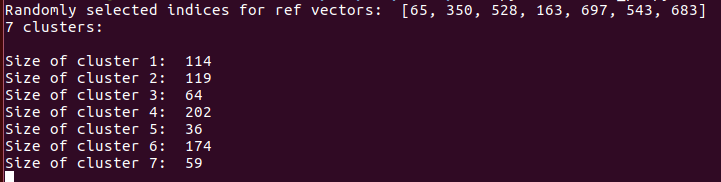 Randomly selected indices for ref vectors:  [65, 350, 528, 163, 697, 543, 683]
7 clusters:
Size of cluster 1:  114
Size of cluster 2:  119
Size of cluster 3:  64
Size of cluster 4:  202
Size of cluster 5:  36
Size of cluster 6:  174
Size of cluster 7:  59